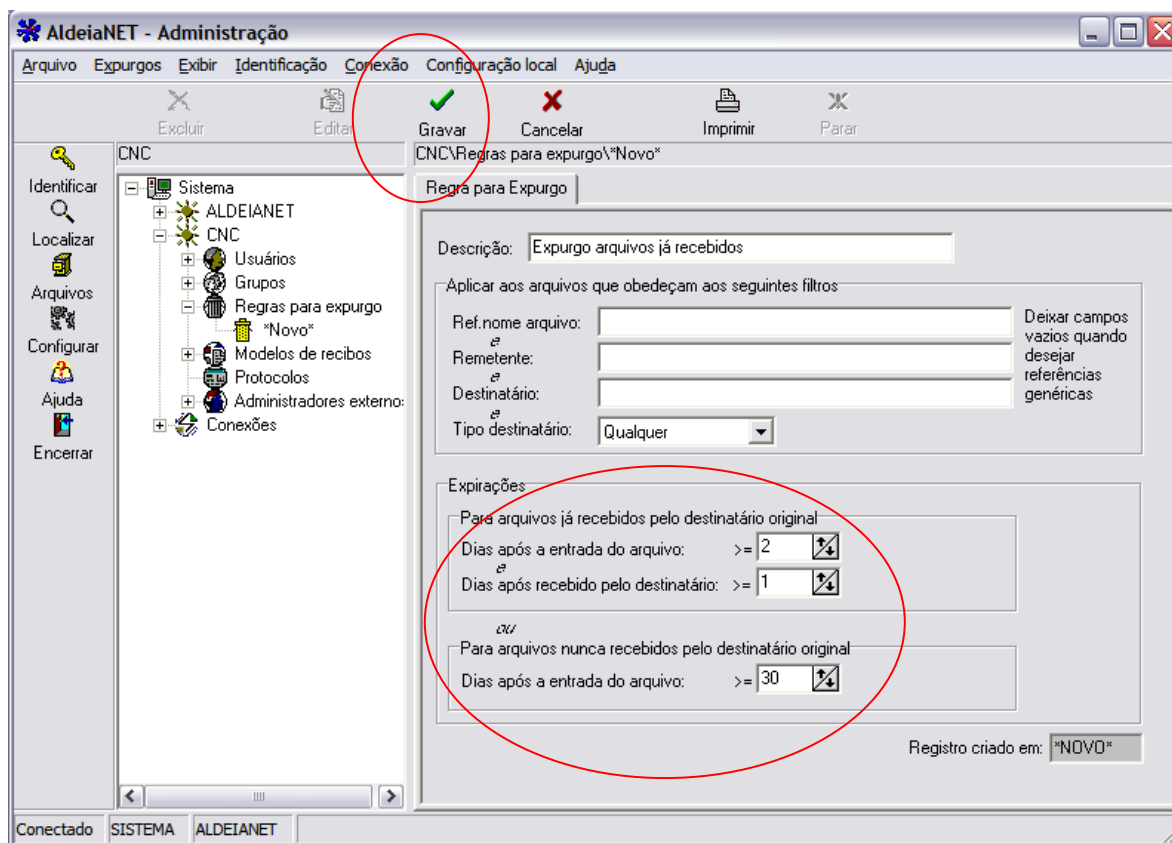 AldeiaNET - Administração
Arquivo Expurgos Exibir Identificação Conexão Configuração local Ajuda
Excluir Editar Gravar Cancelar Imprimir Parar
CNC
CNC\Regras para expurgo\*Novo*
Identificar
Localizar
Arquivos
Configurar
Ajuda
Encerrar
Sistema
ALDEIANET
CNC
Usuários
Grupos
Regras para expurgo
*Novo*
Modelos de recibos
Protocolos
Administradores externo
Conexões
Regra para Expurgo
Descrição: Expurgo arquivos já recebidos
Aplicar aos arquivos que obedeçam aos seguintes filtros
Ref.nome arquivo:
e
Remetente:
e
Destinatário:
e
Tipo destinatário: Qualquer
Deixar campos
vazios quando
desejar
referências
genéricas
Expirações
Para arquivos já recebidos pelo destinatário original
Dias após a entrada do arquivo: >= 2
e
Dias após recebido pelo destinatário: >= 1
ou
Para arquivos nunca recebidos pelo destinatário original
Dias após a entrada do arquivo: >= 30
Registro criado em: *NOVO*
Conectado SISTEMA ALDEIANET